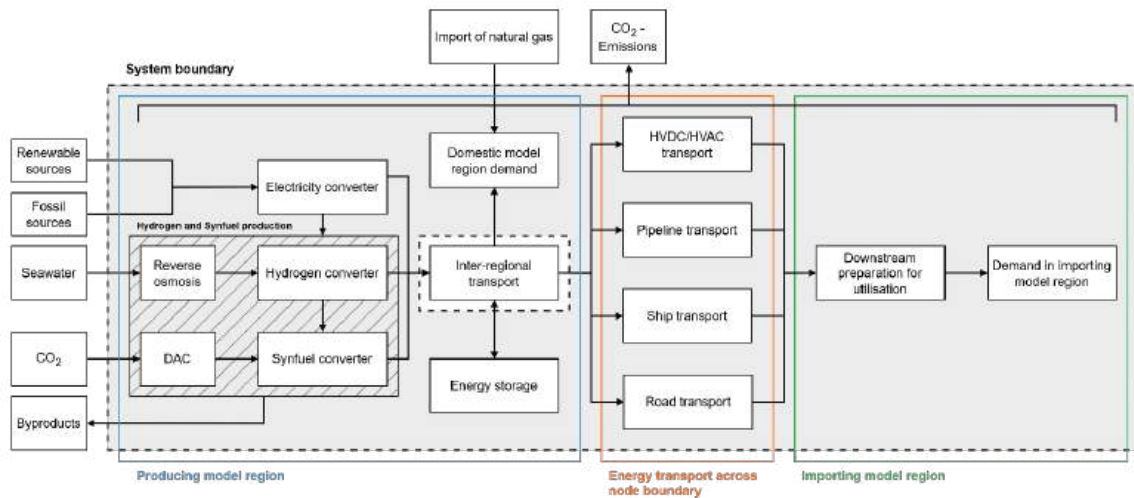 Import of natural gas
CO₂ -
Emissions
System boundary
Renewable
sources
Fossil
sources
Seawater
CO₂
Byproducts
Electricity converter
Hydrogen and Synfuel production
Reverse
osmosis
Hydrogen converter
DAC
Synfuel converter
Domestic model
region demand
Inter-regional
transport
Energy storage
HVDC/HVAC
transport
Pipeline transport
Ship transport
Road transport
Downstream
preparation for
utilisation
Demand in importing
model region
Producing model region
Energy transport across
node boundary
Importing model region